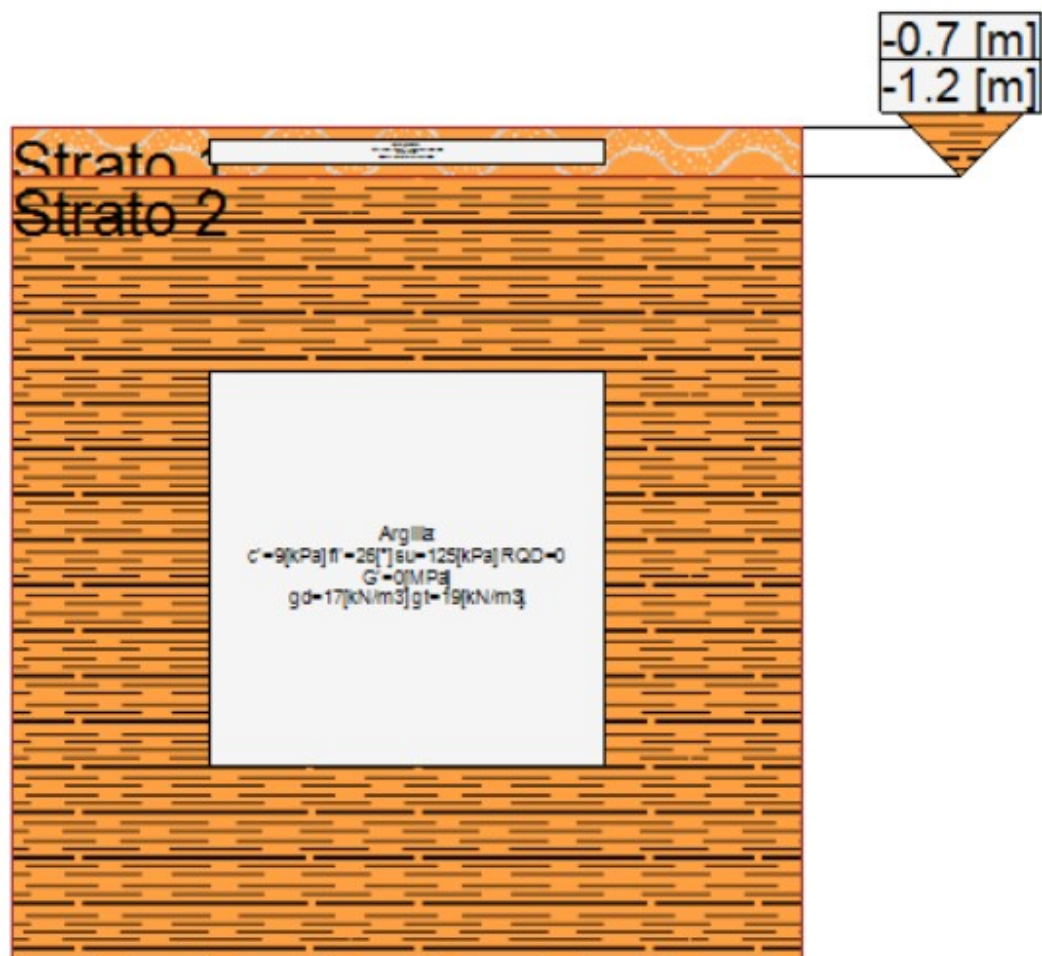 -0.7 [m]
-1.2 [m]
Strato 1
Strato 2
Argilla
c'=9[kPa] fi'=26[°] su=125[kPa] RQD=0
G'=0[MPa]
gd=17[kN/m3] gt=19[kN/m3]